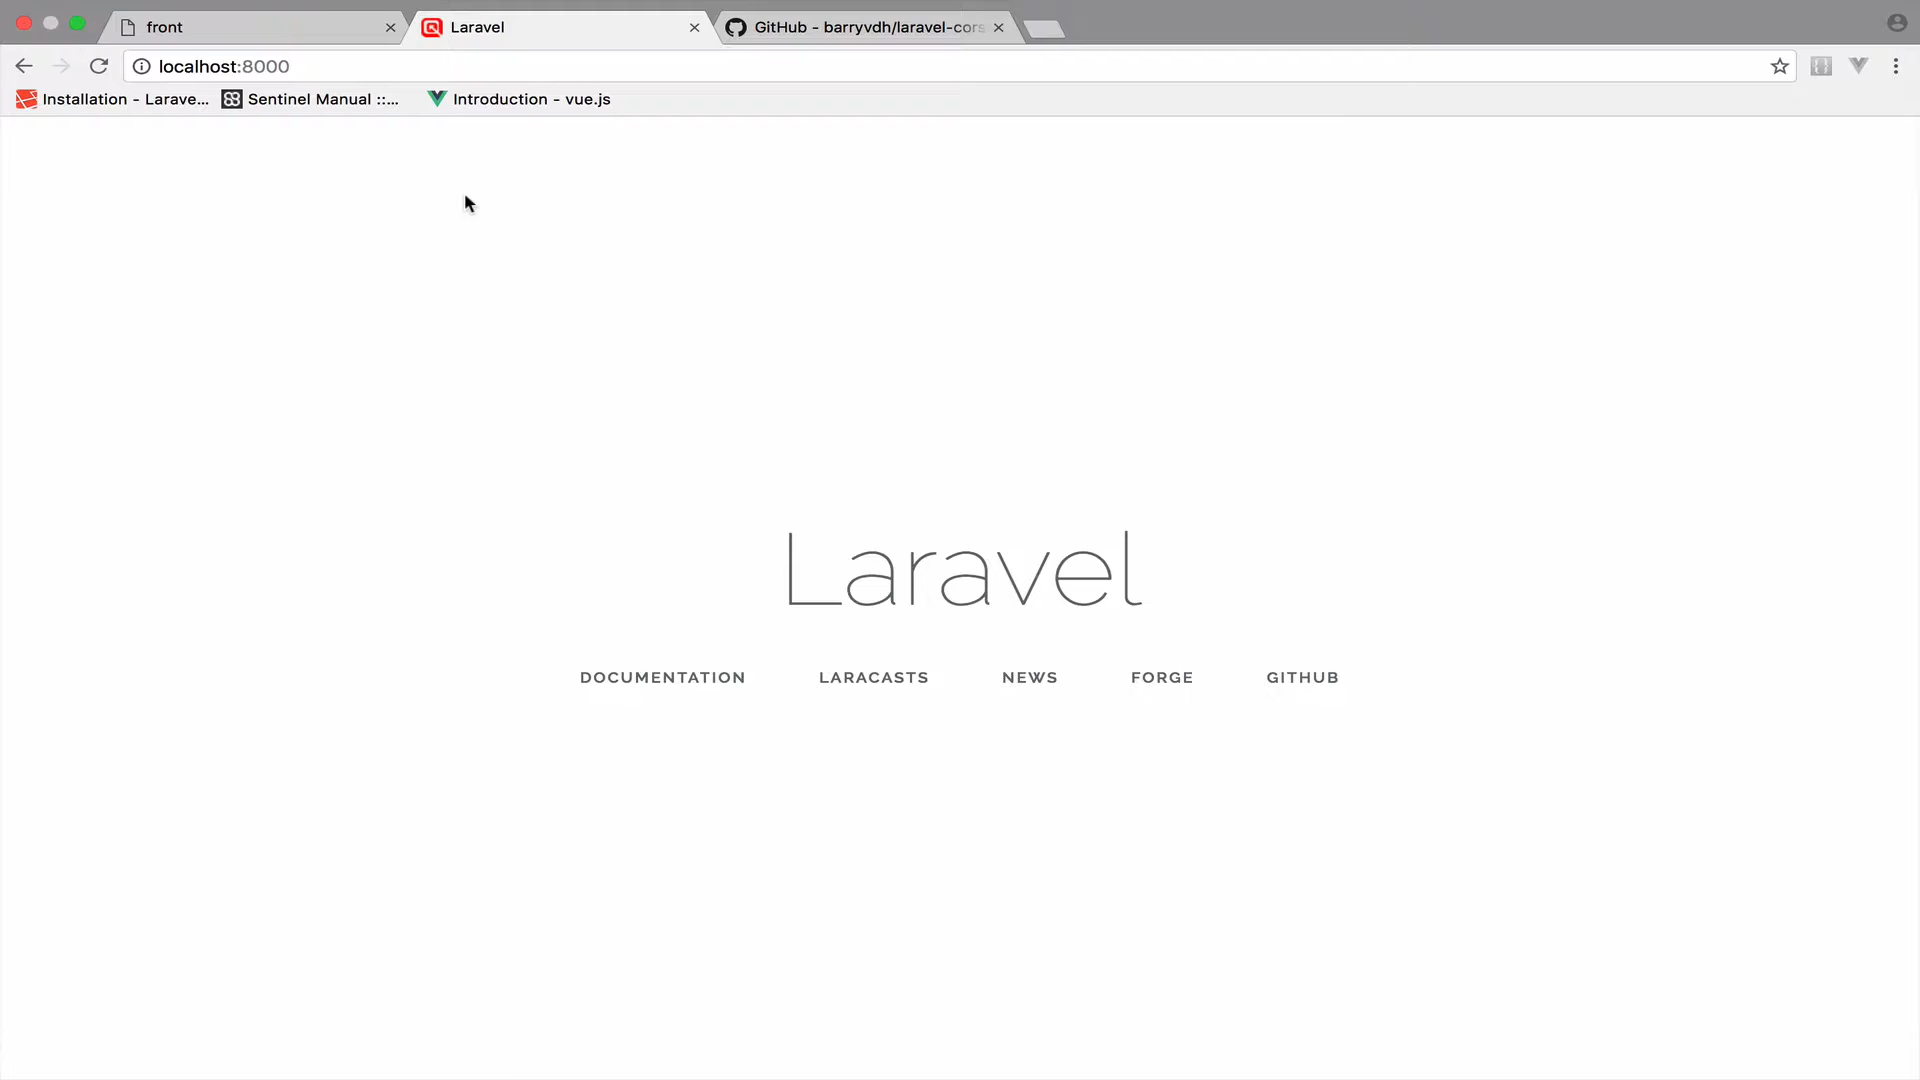 front
Laravel
GitHub - barryvdh/laravel-cors
localhost:8000
Installation - Larave...
Sentinel Manual ::...
Introduction - vue.js
Laravel
DOCUMENTATION
LARACASTS
NEWS
FORGE
GITHUB